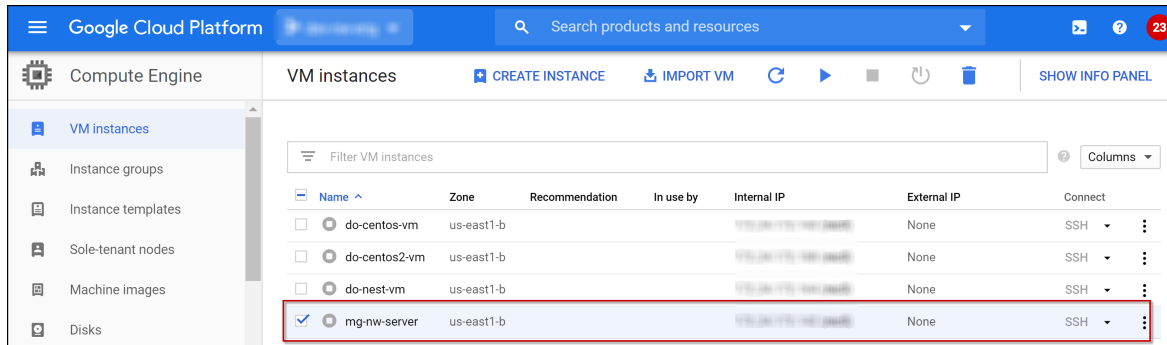 Google Cloud Platform Search products and resources 23
Compute Engine VM instances CREATE INSTANCE IMPORT VM SHOW INFO PANEL
VM instances
Filter VM instances Columns
Instance groups
Name Zone Recommendation In use by Internal IP External IP Connect
Instance templates do-centos-vm us-east1-b None SSH
Sole-tenant nodes do-centos2-vm us-east1-b None SSH
Machine images do-nest-vm us-east1-b None SSH
Disks mg-nw-server us-east1-b None SSH